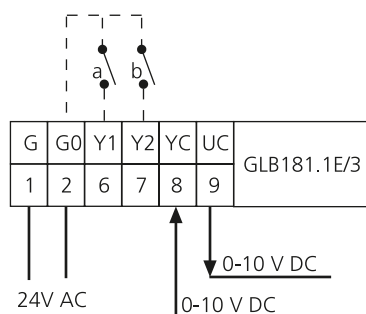 a b
G G0 Y1 Y2 YC UC
GLB181.1E/3
1 2 6 7 8 9
0-10 V DC
24V AC
0-10 V DC